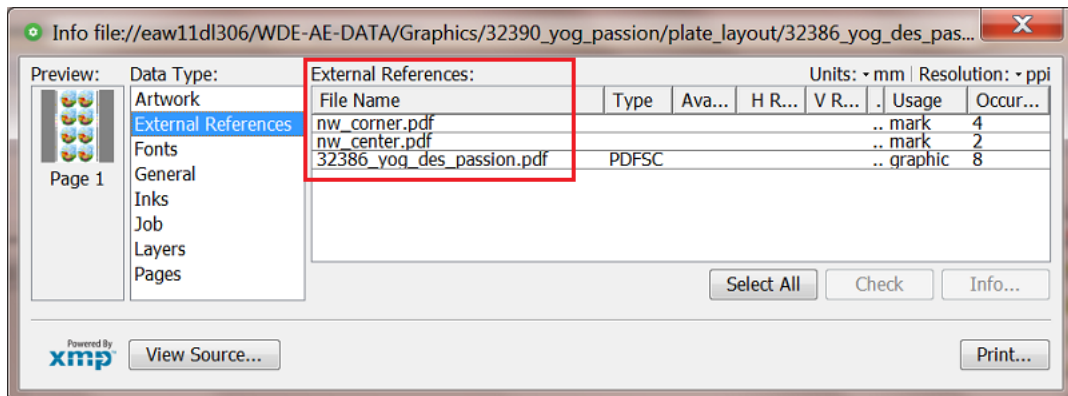 Info file://eaw11dl306/WDE-AE-DATA/Graphics/32390_yog_passion/plate_layout/32386_yog_des_pas...
Preview: Data Type: External References: Units: mm | Resolution: ppi
Artwork File Name Type Ava... H R... V R... . Usage Occur...
External References nw_corner.pdf .. mark 4
nw_center.pdf .. mark 2
Fonts 32386_yog_des_passion.pdf PDFSC .. graphic 8
Page 1 General
Inks
Job
Layers
Pages
Select All Check Info...
Powered By
xmp View Source... Print...